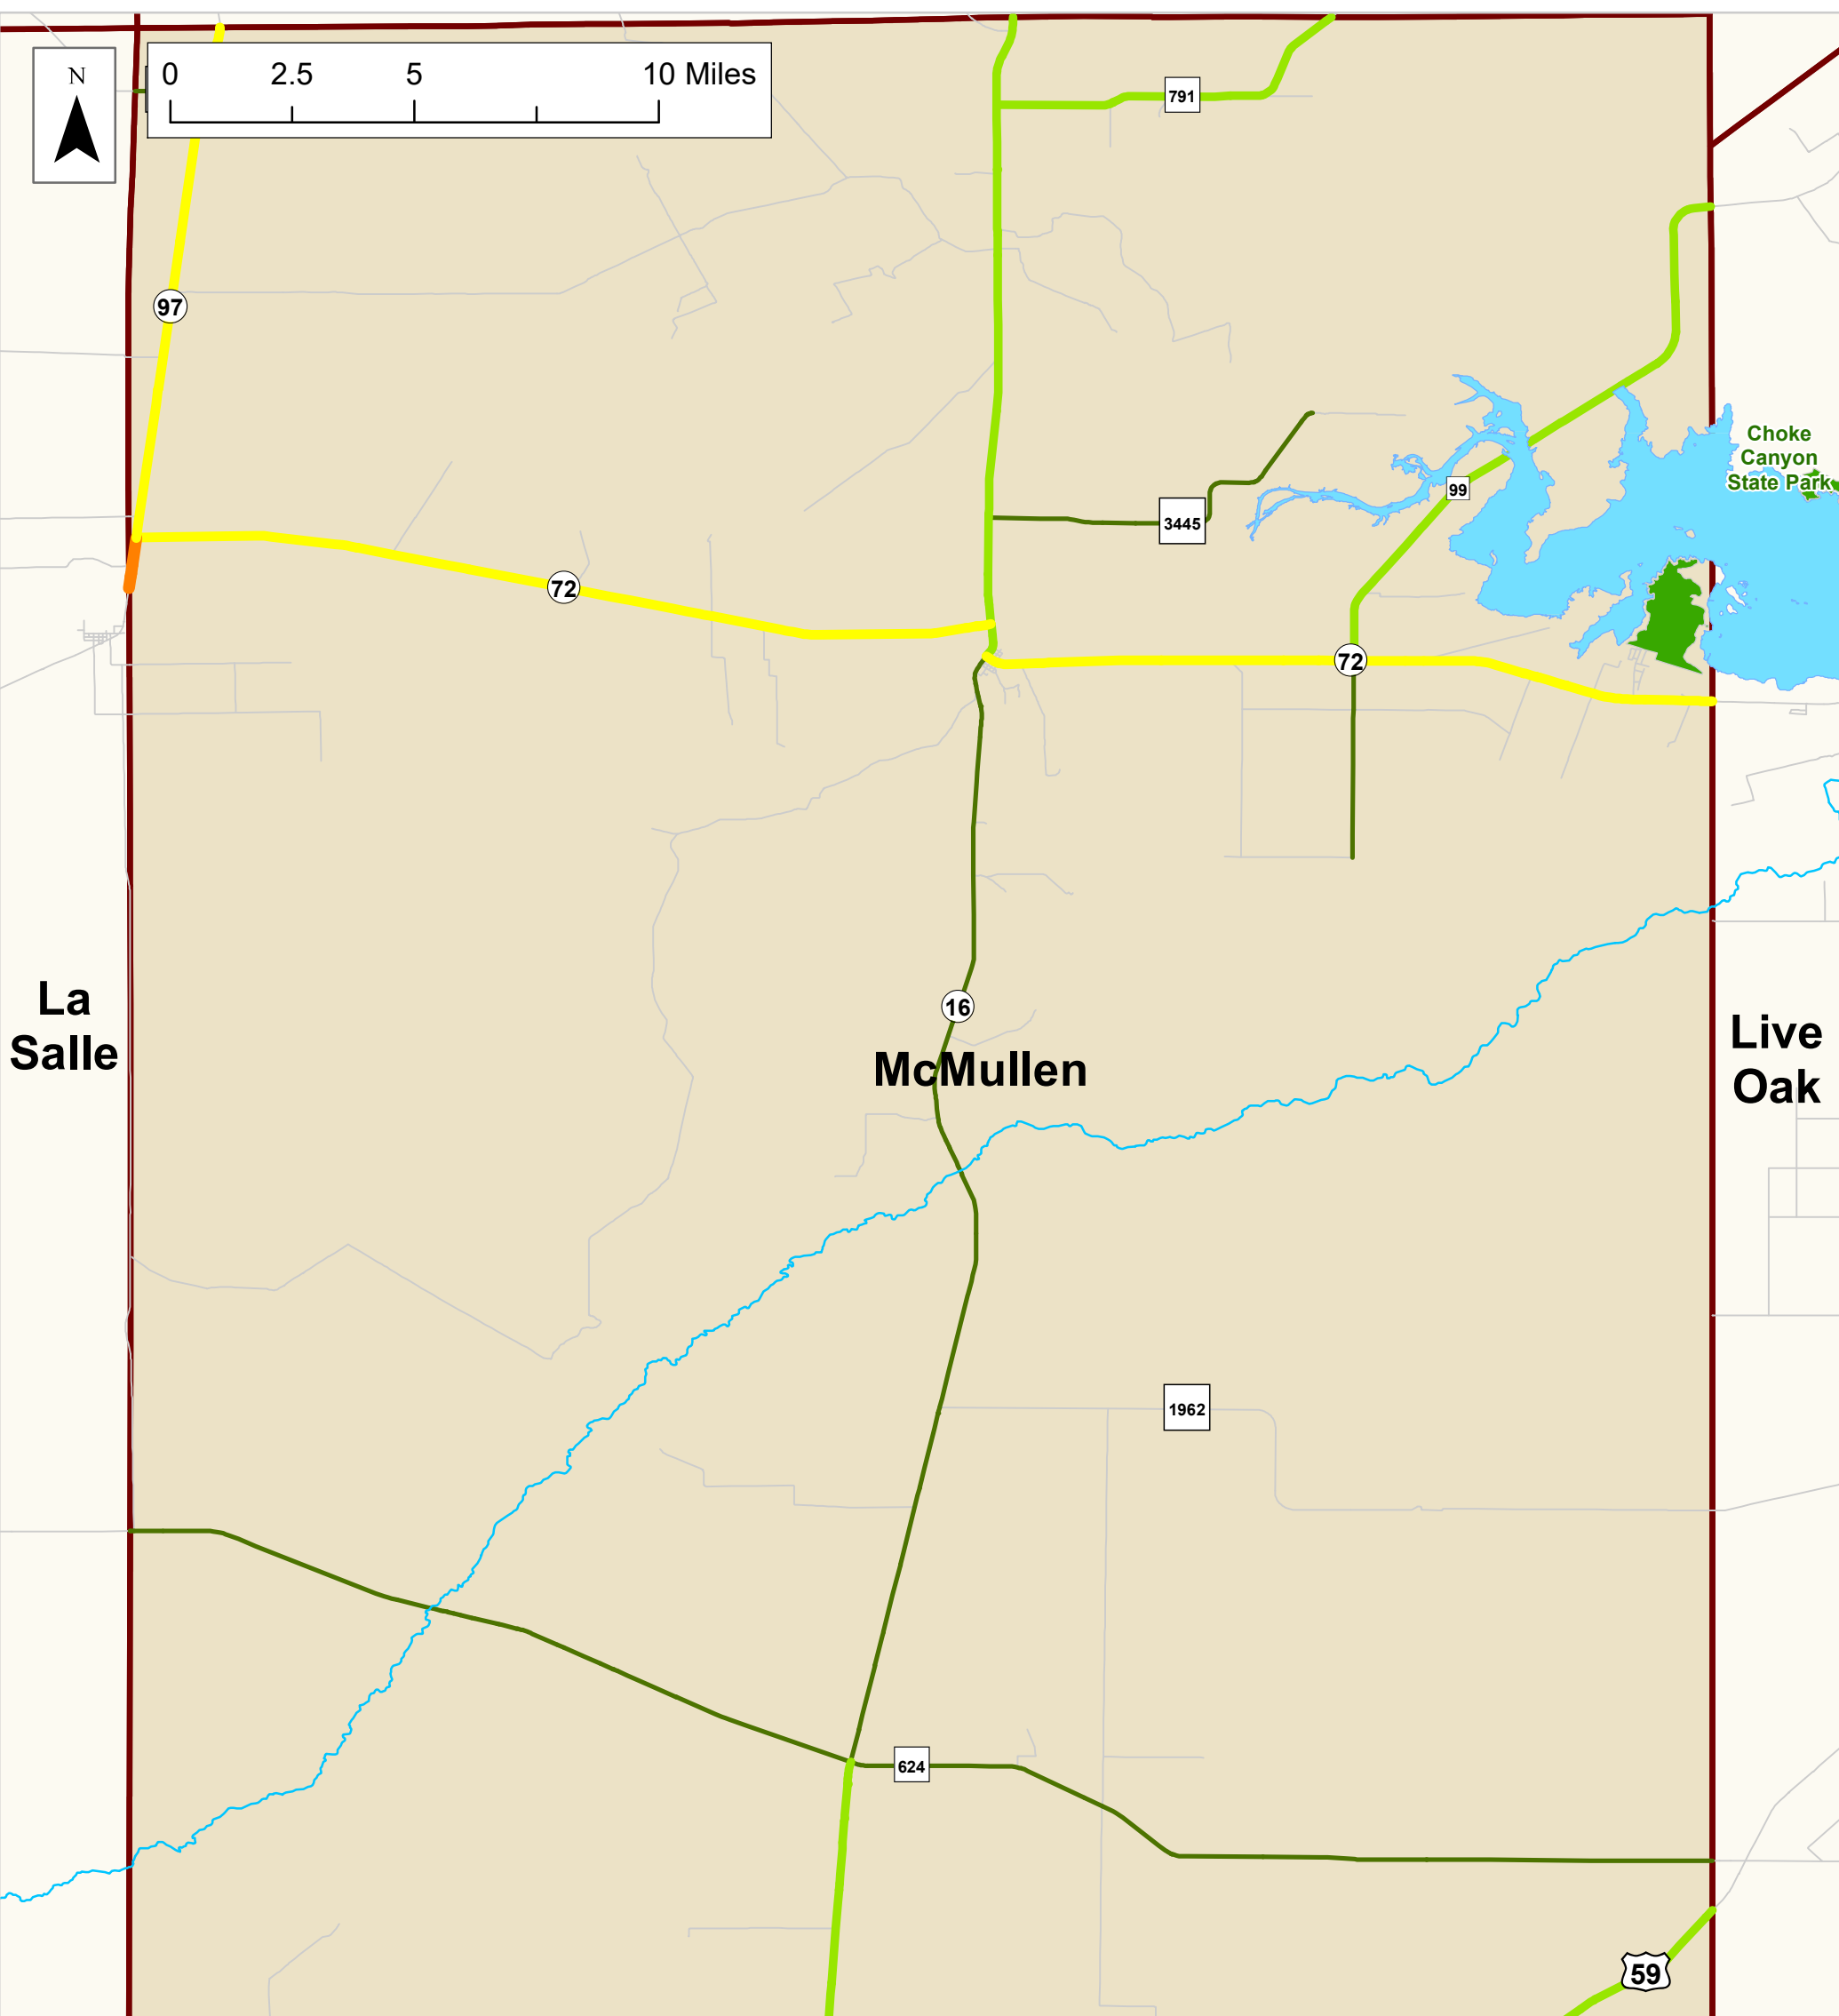 N
0 2.5 5 10 Miles
791
97
Choke
Canyon
State Park
99
3445
72
72
La
Salle
16
McMullen
Live
Oak
1962
624
59